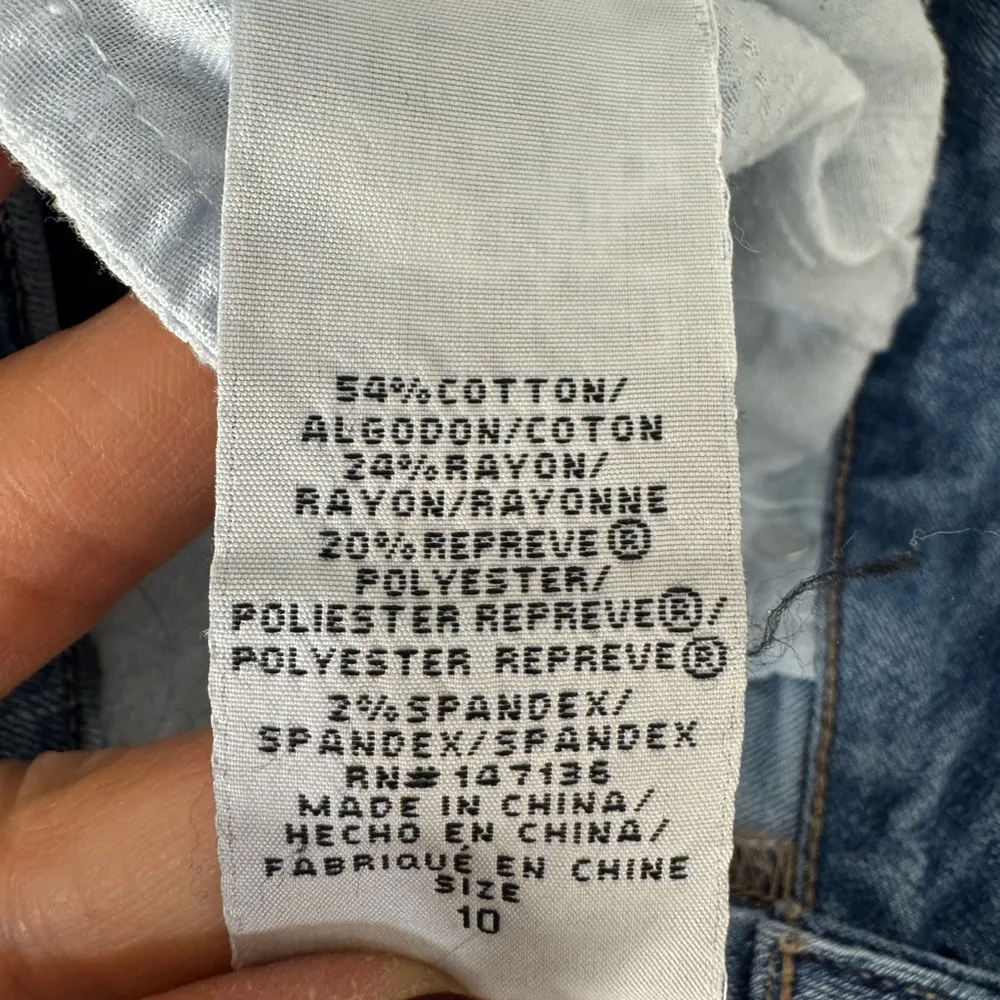 54%COTTON/
ALGODON/COTON
24%RAYON/
RAYON/RAYONNE
20%REPREVE®
POLYESTER/
POLIESTER REPREVE®/
POLYESTER REPREVE®
2%SPANDEX/
SPANDEX/SPANDEX
RN# 147136
MADE IN CHINA/
HECHO EN CHINA/
FABRIQUÉ EN CHINE
SIZE
10